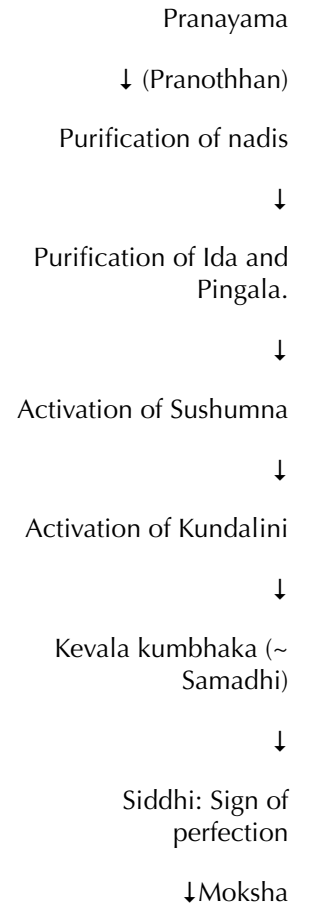 Pranayama
↓ (Pranothhan)
Purification of nadis
↓
Purification of Ida and
Pingala.
↓
Activation of Sushumna
↓
Activation of Kundalini
↓
Kevala kumbhaka (~
Samadhi)
↓
Siddhi: Sign of
perfection
↓Moksha